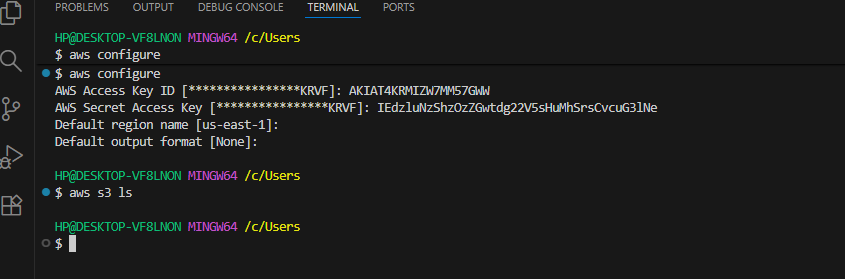 PROBLEMS OUTPUT DEBUG CONSOLE TERMINAL PORTS
HP@DESKTOP-VF8LNON MINGW64 /c/Users
$ aws configure
$ aws configure
AWS Access Key ID [****************KRVF]: AKIAT4KRMIZW7MM57GWW
AWS Secret Access Key [****************KRVF]: 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
Default region name [us-east-1]:
Default output format [None]:
HP@DESKTOP-VF8LNON MINGW64 /c/Users
$ aws s3 ls
HP@DESKTOP-VF8LNON MINGW64 /c/Users
$